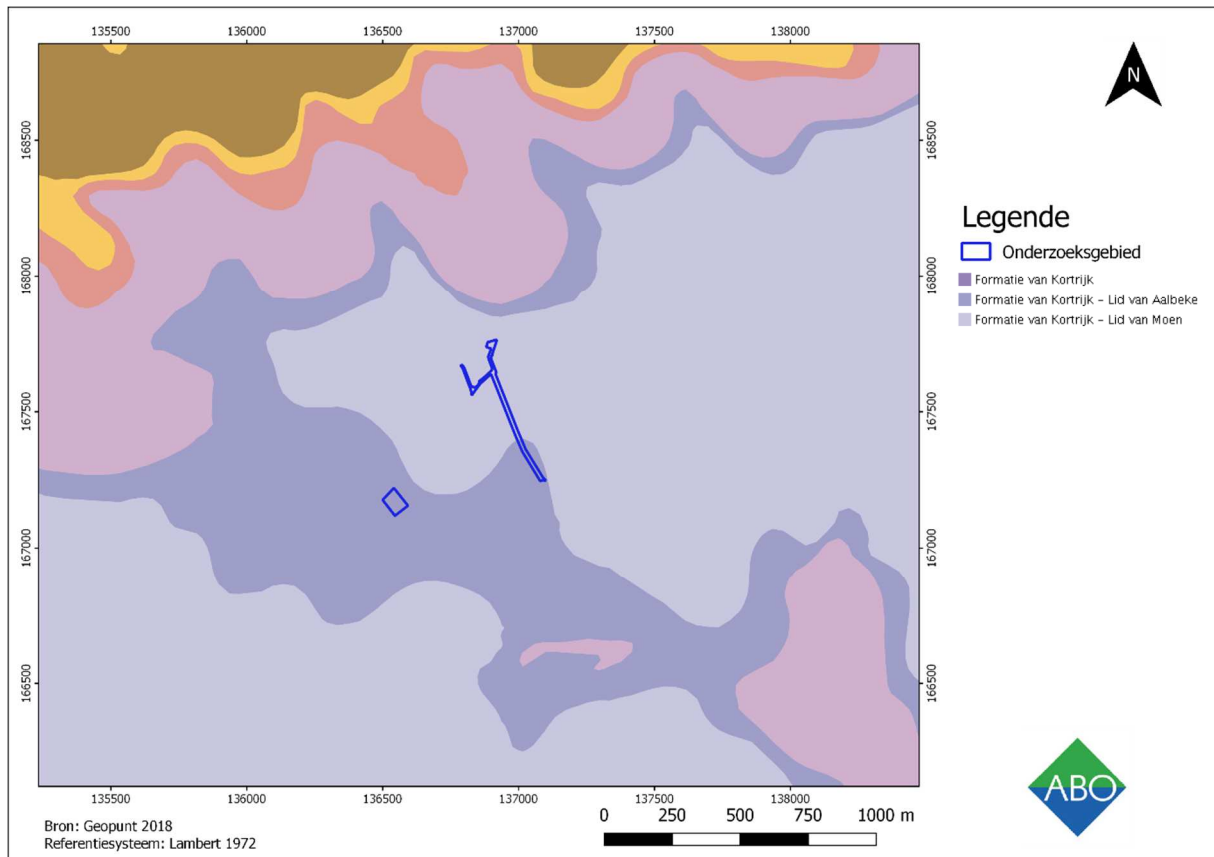 135500 136000 136500 137000 137500 138000
N
168500 168500
168000 168000
167500 167500
167000 167000
166500 166500
Legende
Onderzoeksgebied
Formatie van Kortrijk
Formatie van Kortrijk – Lid van Aalbeke
Formatie van Kortrijk – Lid van Moen
135500 136000 136500 137000 137500 138000
0 250 500 750 1000 m
Bron: Geopunt 2018
Referentiesysteem: Lambert 1972
ABO